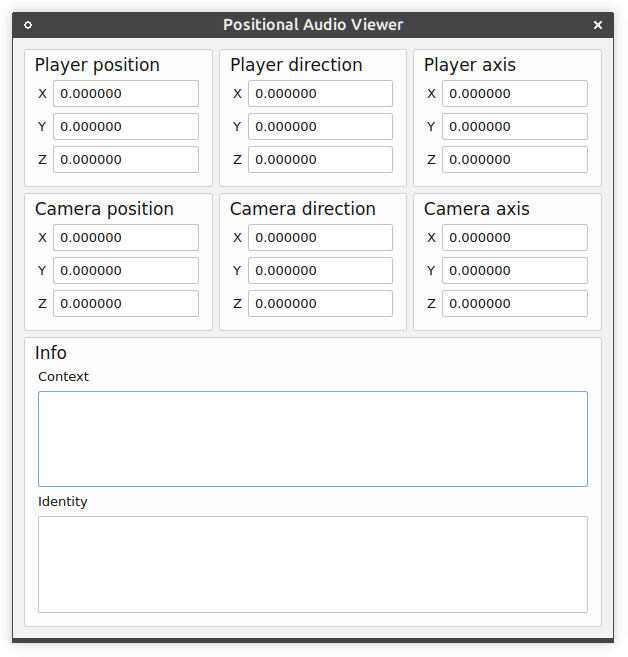 Positional Audio Viewer
Player position Player direction Player axis
X 0.000000 X 0.000000 X 0.000000
Y 0.000000 Y 0.000000 Y 0.000000
Z 0.000000 Z 0.000000 Z 0.000000
Camera position Camera direction Camera axis
X 0.000000 X 0.000000 X 0.000000
Y 0.000000 Y 0.000000 Y 0.000000
Z 0.000000 Z 0.000000 Z 0.000000
Info
Context
Identity